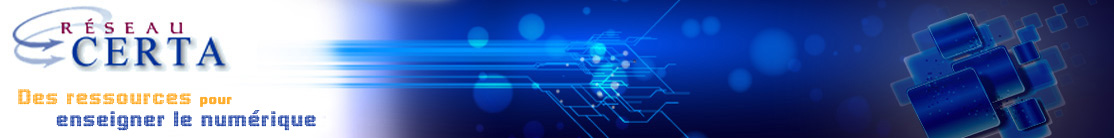 RÉSEAU
CERTA
Des ressources pour
enseigner le numérique